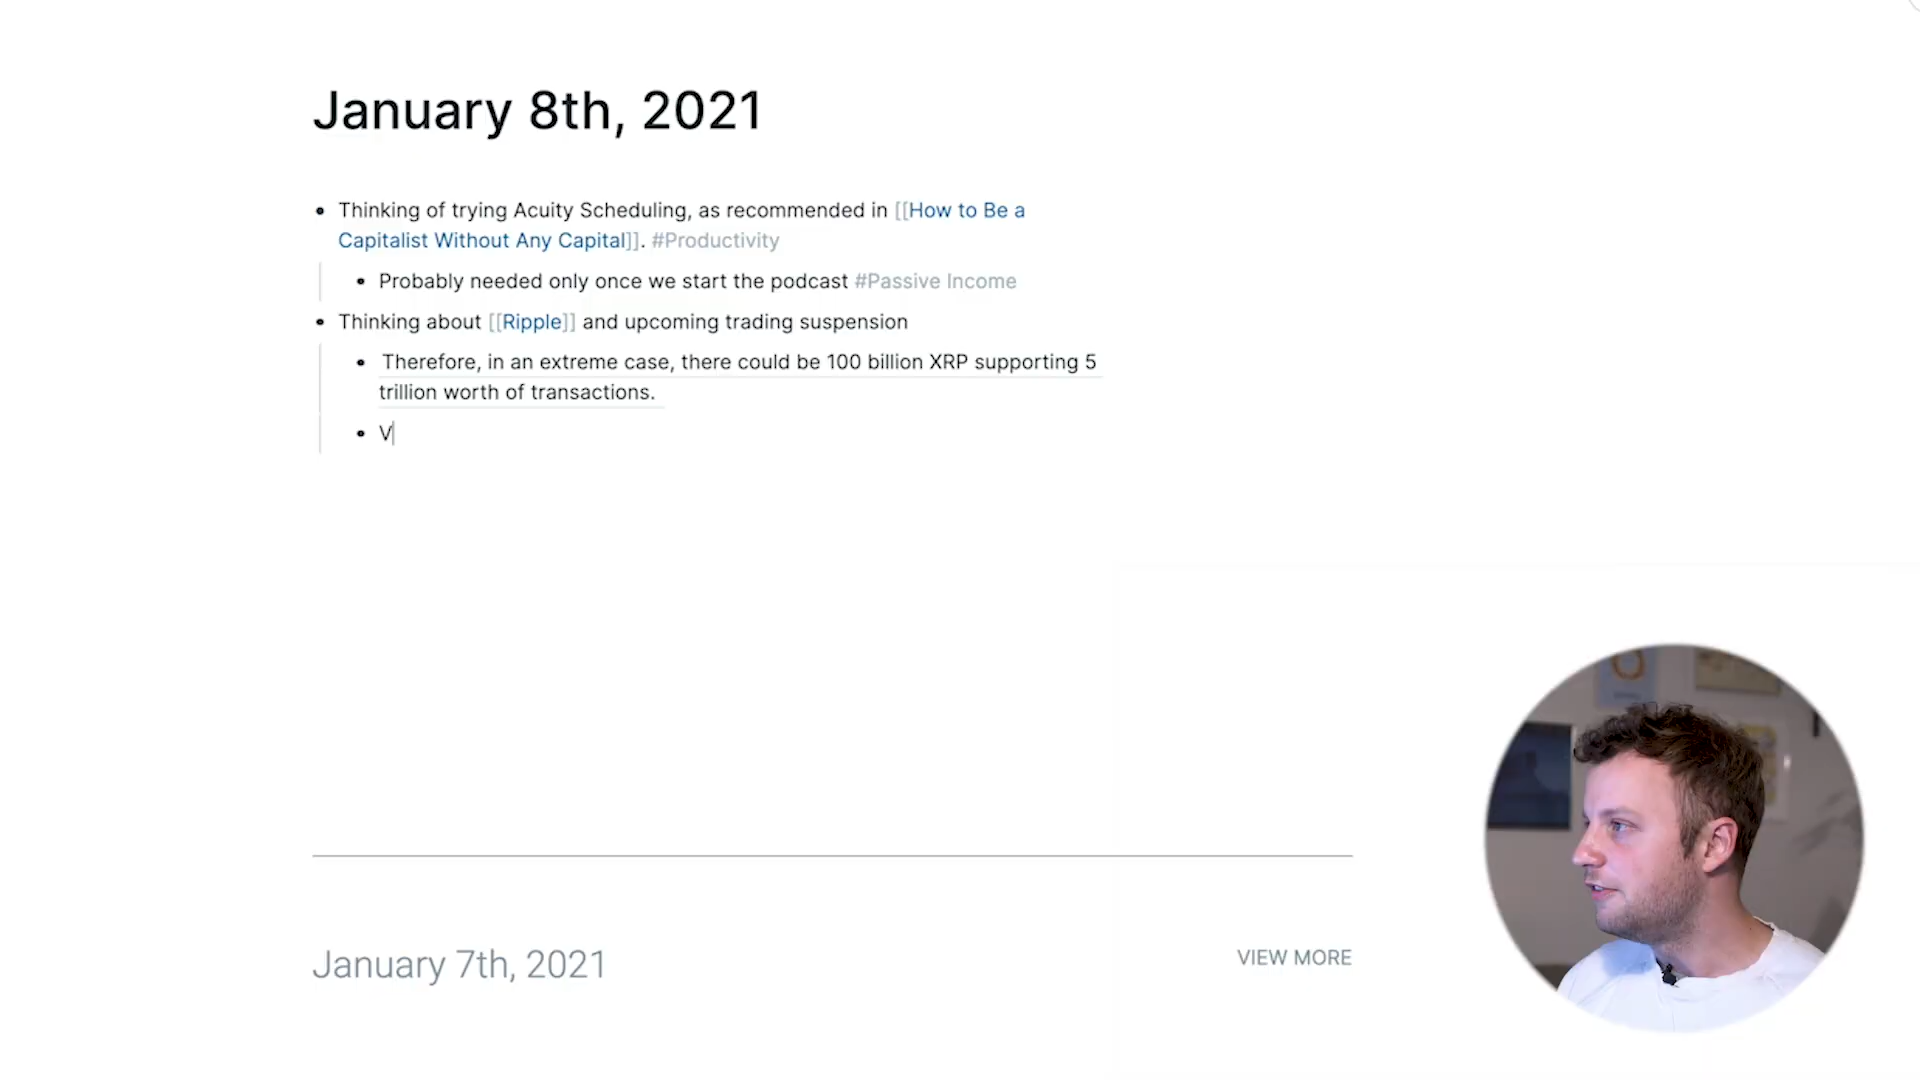 January 8th, 2021
Thinking of trying Acuity Scheduling, as recommended in [[How to Be a
Capitalist Without Any Capital]]. #Productivity
Probably needed only once we start the podcast #Passive Income
Thinking about [[Ripple]] and upcoming trading suspension
Therefore, in an extreme case, there could be 100 billion XRP supporting 5
trillion worth of transactions.
V
January 7th, 2021
VIEW MORE